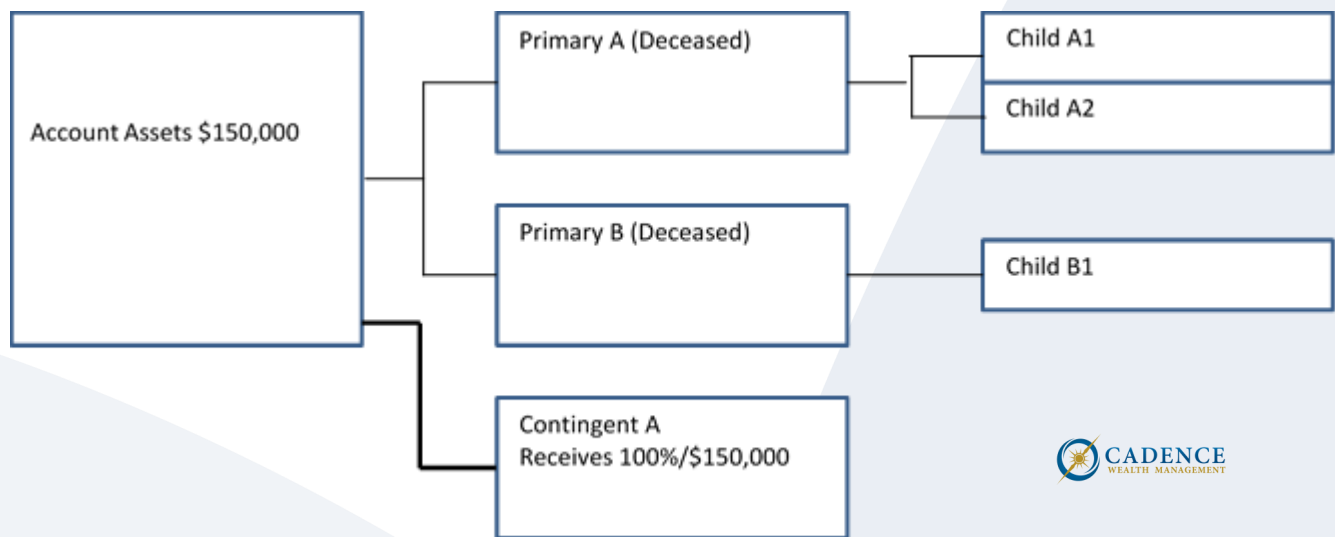 Account Assets $150,000
Primary A (Deceased)
Child A1
Child A2
Primary B (Deceased)
Child B1
Contingent A
Receives 100%/$150,000
CADENCE
WEALTH MANAGEMENT